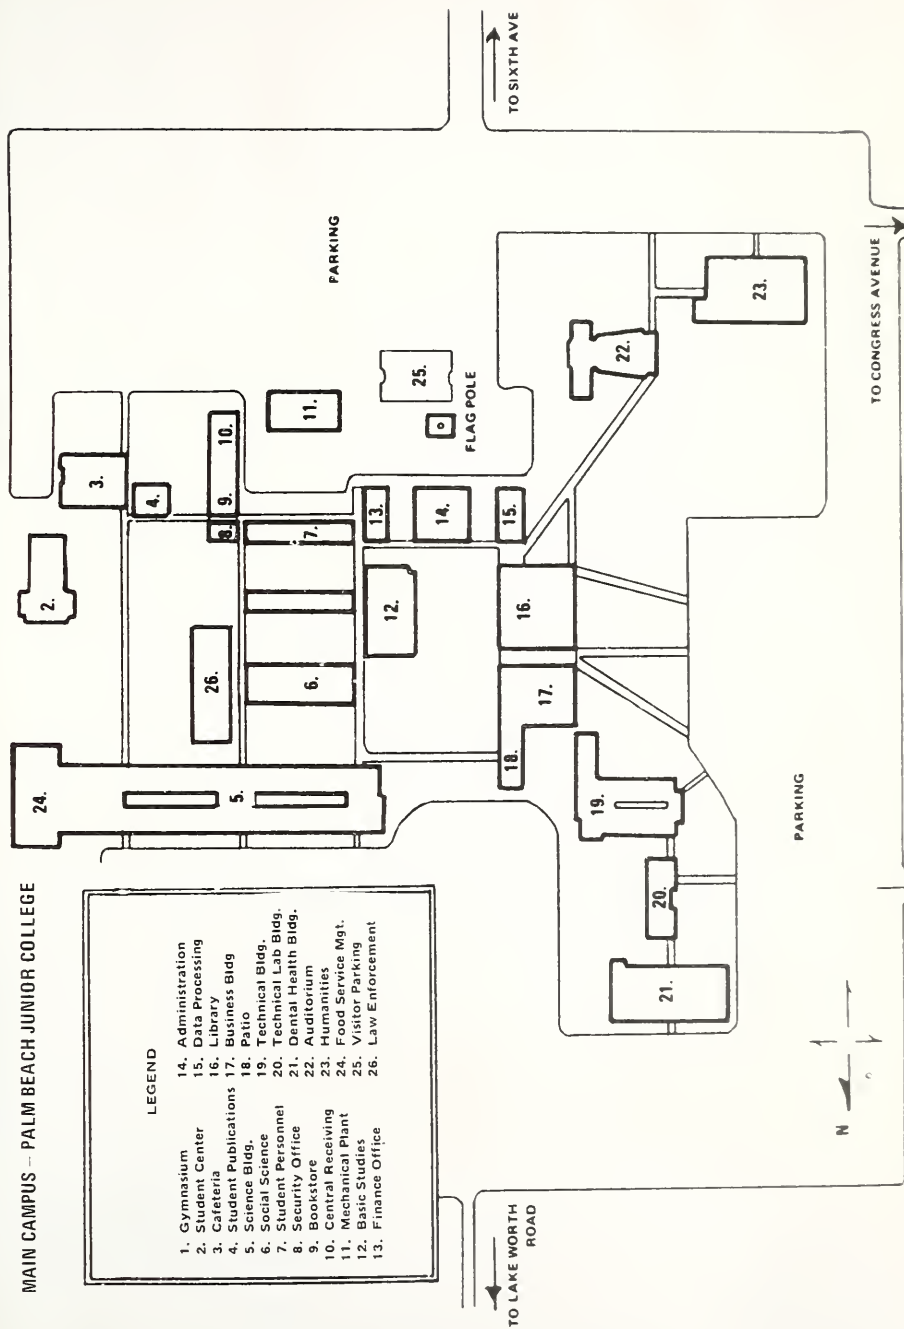 MAIN CAMPUS – PALM BEACH JUNIOR COLLEGE
LEGEND
1. Gymnasium
2. Student Center
3. Cafeteria
4. Student Publications
5. Science Bldg.
6. Social Science
7. Student Personnel
8. Security Office
9. Bookstore
10. Central Receiving
11. Mechanical Plant
12. Basic Studies
13. Finance Office
14. Administration
15. Data Processing
16. Library
17. Business Bldg
18. Patio
19. Technical Bldg.
20. Technical Lab Bldg.
21. Dental Health Bldg.
22. Auditorium
23. Humanities
24. Food Service Mgt.
25. Visitor Parking
26. Law Enforcement
24.
2.
3.
4.
26.
8.
9.
10.
5.
6.
7.
11.
PARKING
12.
13.
14.
15.
25.
FLAG POLE
TO SIXTH AVE
TO LAKE WORTH
ROAD
18.
17.
16.
19.
20.
21.
22.
23.
PARKING
N
TO CONGRESS AVENUE